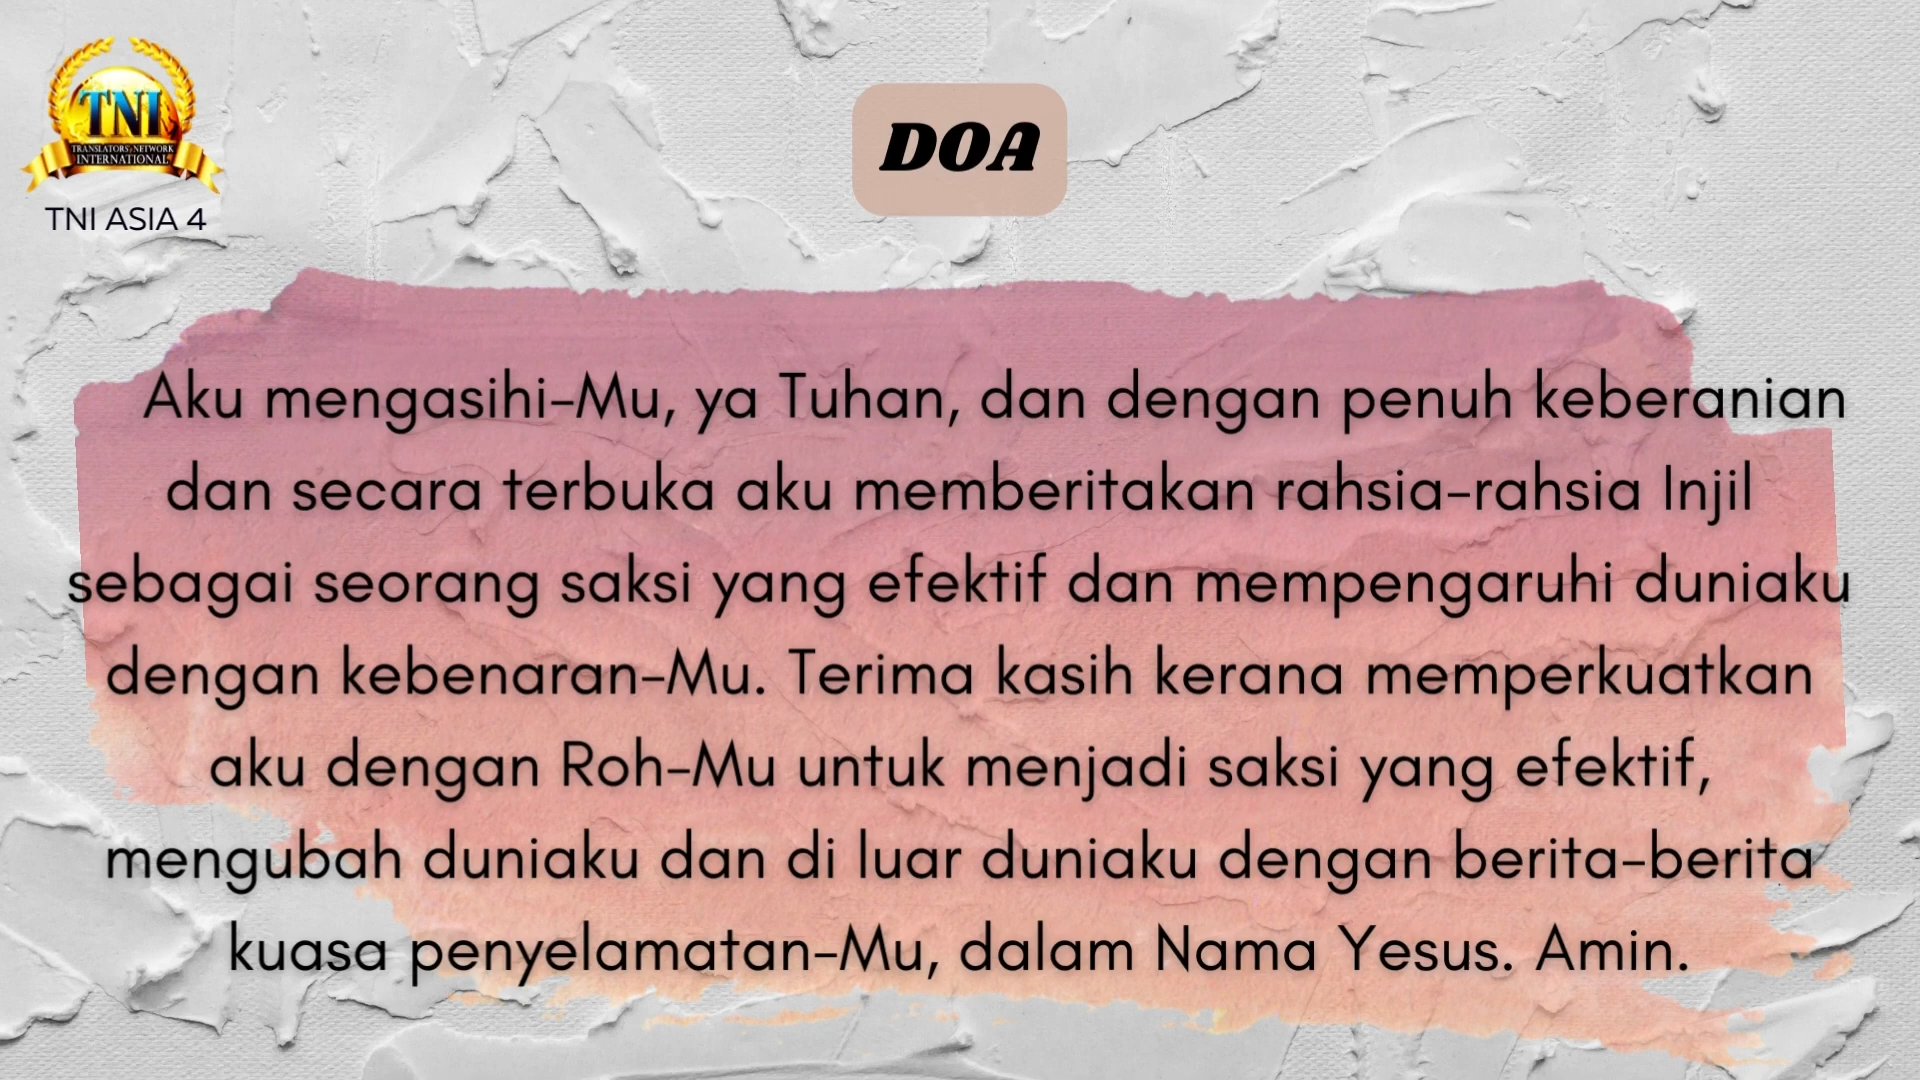 TNI
TRANSLATORS' NETWORK
INTERNATIONAL
TNI ASIA 4
DOA
Aku mengasihi-Mu, ya Tuhan, dan dengan penuh keberanian
dan secara terbuka aku memberitakan rahsia-rahsia Injil
sebagai seorang saksi yang efektif dan mempengaruhi duniaku
dengan kebenaran-Mu. Terima kasih kerana memperkuatkan
aku dengan Roh-Mu untuk menjadi saksi yang efektif,
mengubah duniaku dan di luar duniaku dengan berita-berita
kuasa penyelamatan-Mu, dalam Nama Yesus. Amin.